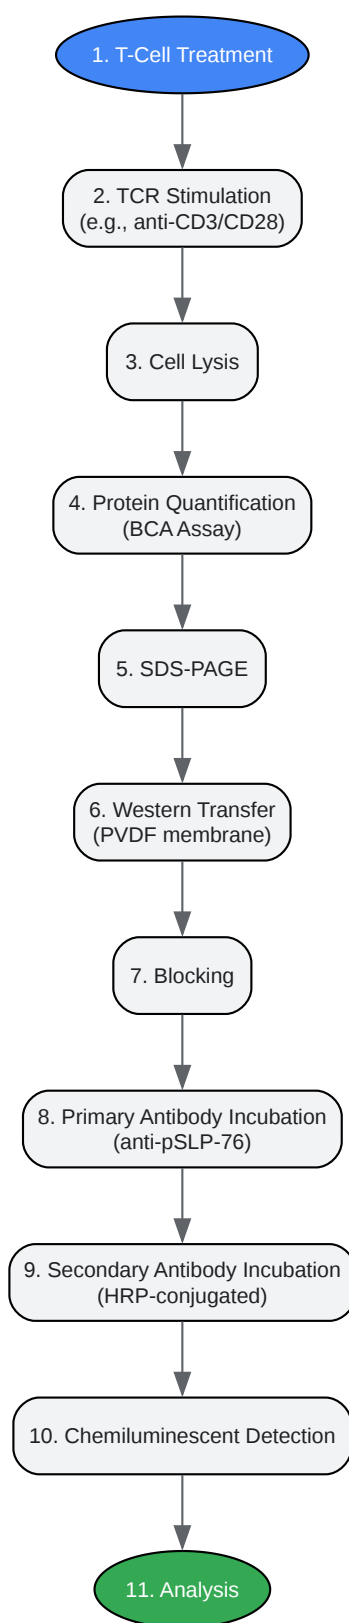 1. T-Cell Treatment
2. TCR Stimulation
(e.g., anti-CD3/CD28)
3. Cell Lysis
4. Protein Quantification
(BCA Assay)
5. SDS-PAGE
6. Western Transfer
(PVDF membrane)
7. Blocking
8. Primary Antibody Incubation
(anti-pSLP-76)
9. Secondary Antibody Incubation
(HRP-conjugated)
10. Chemiluminescent Detection
11. Analysis